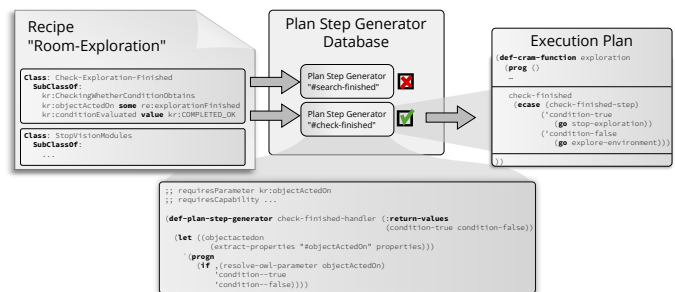 Recipe
"Room-Exploration"
Class: Check-Exploration-Finished
SubClassOf:
kr:CheckingWhetherConditionObtains
kr:objectActedOn some re:explorationFinished
kr:conditionEvaluated value kr:COMPLETED_OK
Class: StopVisionModules
SubClassOf:
...
Plan Step Generator
Database
Plan Step Generator
"#search-finished"
Plan Step Generator
"#check-finished"
Execution Plan
(def-cram-function exploration
(prog ()
…
check-finished
(ecase (check-finished-step)
('condition-true
(go stop-exploration))
('condition-false
(go explore-environment)))
))
;; requiresParameter kr:objectActedOn
;; requiresCapability ...
(def-plan-step-generator check-finished-handler (:return-values
(condition-true condition-false))
(let ((objectactedon
(extract-properties "#objectActedOn" properties)))
`(progn
(if ,(resolve-owl-parameter objectActedOn)
'condition--true
'condition--false))))